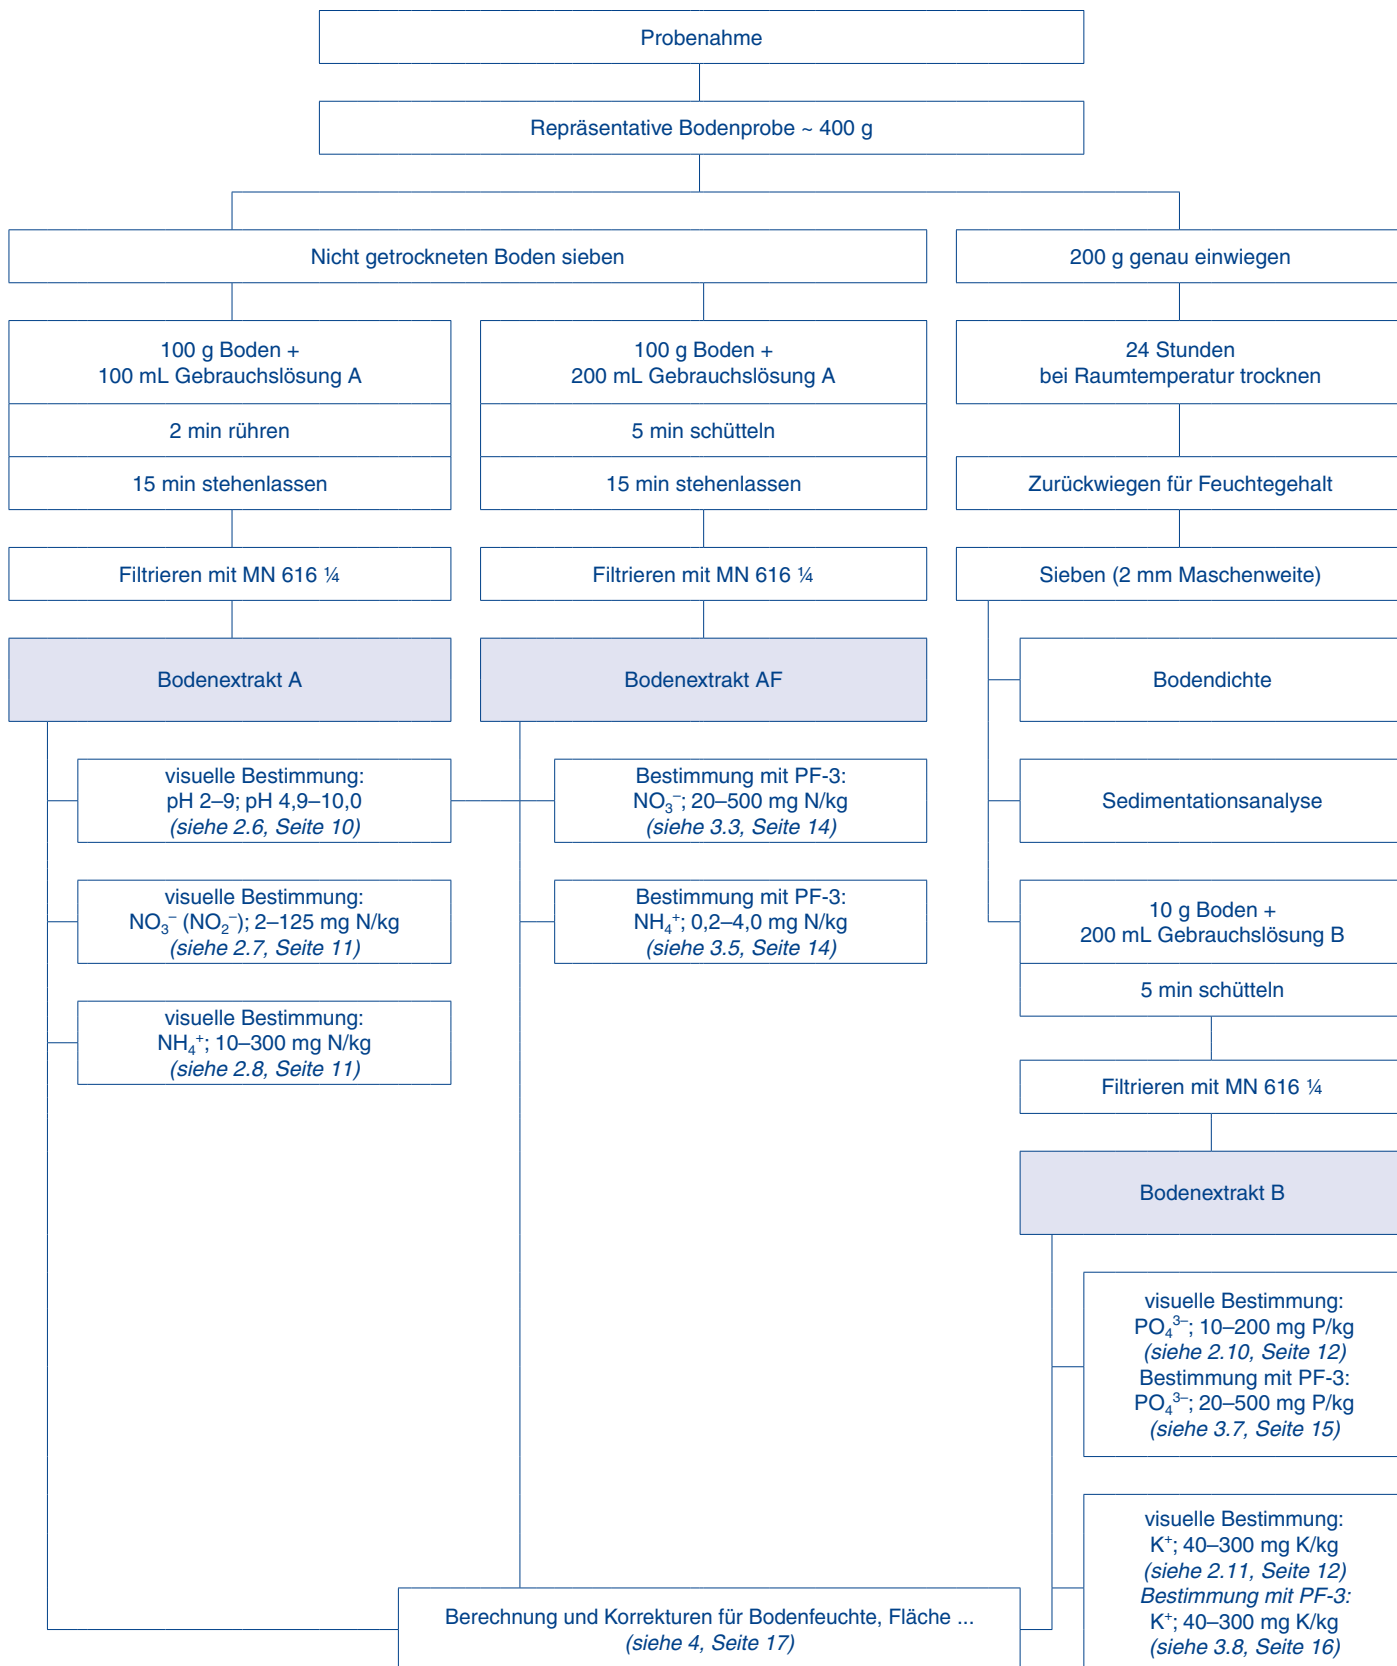 Probenahme
Repräsentative Bodenprobe ~ 400 g
Nicht getrockneten Boden sieben
200 g genau einwiegen
100 g Boden +
100 mL Gebrauchslösung A
2 min rühren
15 min stehenlassen
100 g Boden +
200 mL Gebrauchslösung A
5 min schütteln
15 min stehenlassen
24 Stunden
bei Raumtemperatur trocknen
Zurückwiegen für Feuchtegehalt
Filtrieren mit MN 616 ¼
Filtrieren mit MN 616 ¼
Sieben (2 mm Maschenweite)
Bodenextrakt A
Bodenextrakt AF
Bodendichte
visuelle Bestimmung:
pH 2–9; pH 4,9–10,0
(siehe 2.6, Seite 10)
Bestimmung mit PF-3:
NO₃⁻; 20–500 mg N/kg
(siehe 3.3, Seite 14)
Sedimentationsanalyse
visuelle Bestimmung:
NO₃⁻ (NO₂⁻); 2–125 mg N/kg
(siehe 2.7, Seite 11)
Bestimmung mit PF-3:
NH₄⁺; 0,2–4,0 mg N/kg
(siehe 3.5, Seite 14)
10 g Boden +
200 mL Gebrauchslösung B
5 min schütteln
visuelle Bestimmung:
NH₄⁺; 10–300 mg N/kg
(siehe 2.8, Seite 11)
Filtrieren mit MN 616 ¼
Bodenextrakt B
visuelle Bestimmung:
PO₄³⁻; 10–200 mg P/kg
(siehe 2.10, Seite 12)
Bestimmung mit PF-3:
PO₄³⁻; 20–500 mg P/kg
(siehe 3.7, Seite 15)
visuelle Bestimmung:
K⁺; 40–300 mg K/kg
(siehe 2.11, Seite 12)
Bestimmung mit PF-3:
K⁺; 40–300 mg K/kg
(siehe 3.8, Seite 16)
Berechnung und Korrekturen für Bodenfeuchte, Fläche ...
(siehe 4, Seite 17)